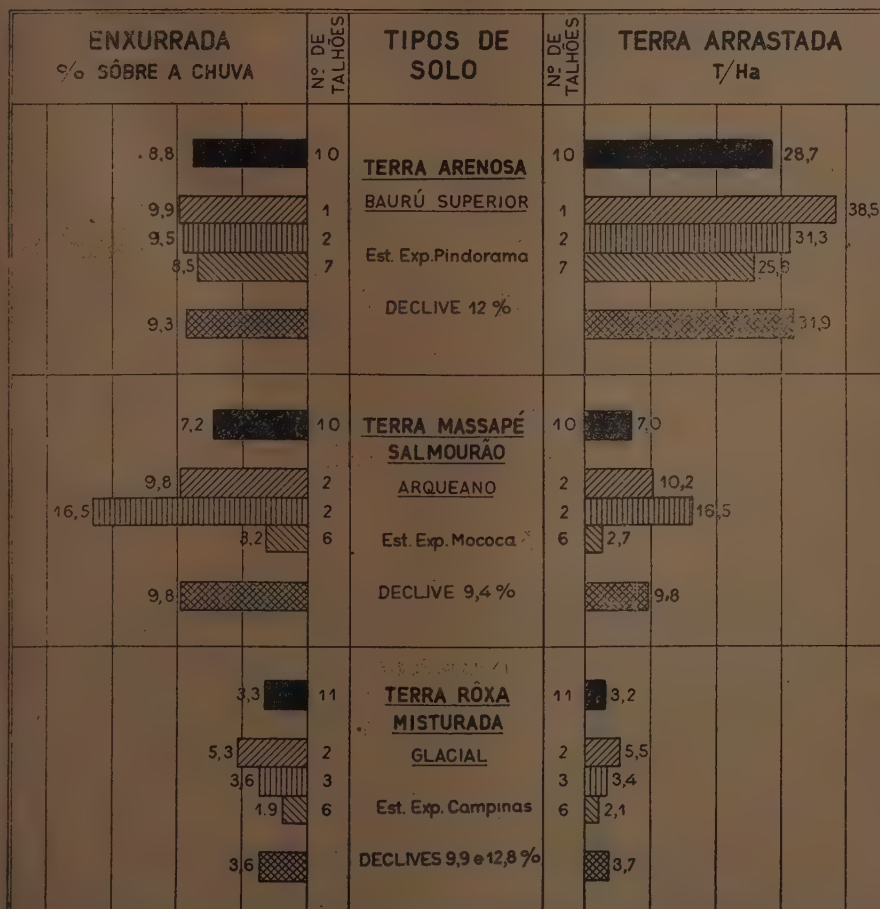 ENXURRADA
% SÔBRE A CHUVA
Nº DE TALHÕES
TIPOS DE SOLO
Nº DE TALHÕES
TERRA ARRASTADA
T/Ha
8,8 10 TERRA ARENOSA 10 28,7
9,9 1 BAURÚ SUPERIOR 1 38,5
9,5 2 2 31,3
8,5 7 Est. Exp. Pindorama 7
9,3 DECLIVE 12 % 31,9
7,2 10 TERRA MASSAPÉ 10 7,0
SALMOURÃO
9,8 2 ARQUEANO 2 10,2
16,5 2 2 16,5
6 Est. Exp. Mococa 6 2,7
9,8 DECLIVE 9,4 % 9,8
3,3 11 TERRA RÔXA 11 3,2
MISTURADA
5,3 2 GLACIAL 2 5,5
3,6 3 3 3,4
1.9 6 Est. Exp. Campinas 6 2,1
3,6 DECLIVES 9,9 e 12,8 % 3,7